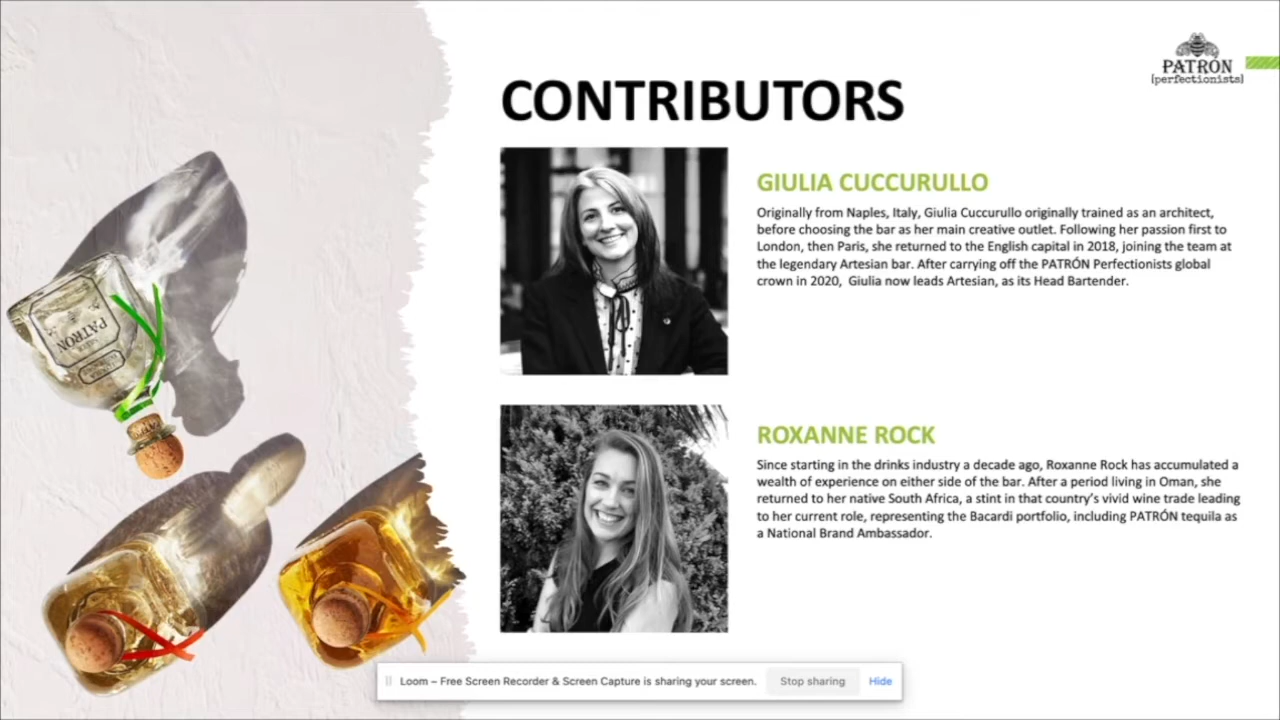 PATRÓN
[perfectionists]
CONTRIBUTORS
GIULIA CUCCURULLO
Originally from Naples, Italy, Giulia Cuccurullo originally trained as an architect,
before choosing the bar as her main creative outlet. Following her passion first to
London, then Paris, she returned to the English capital in 2018, joining the team at
the legendary Artesian bar. After carrying off the PATRÓN Perfectionists global
crown in 2020, Giulia now leads Artesian, as its Head Bartender.
PATRÓN
ROXANNE ROCK
Since starting in the drinks industry a decade ago, Roxanne Rock has accumulated a
wealth of experience on either side of the bar. After a period living in Oman, she
returned to her native South Africa, a stint in that country's vivid wine trade leading
to her current role, representing the Bacardi portfolio, including PATRÓN tequila as
a National Brand Ambassador.
Loom – Free Screen Recorder & Screen Capture is sharing your screen.
Stop sharing
Hide